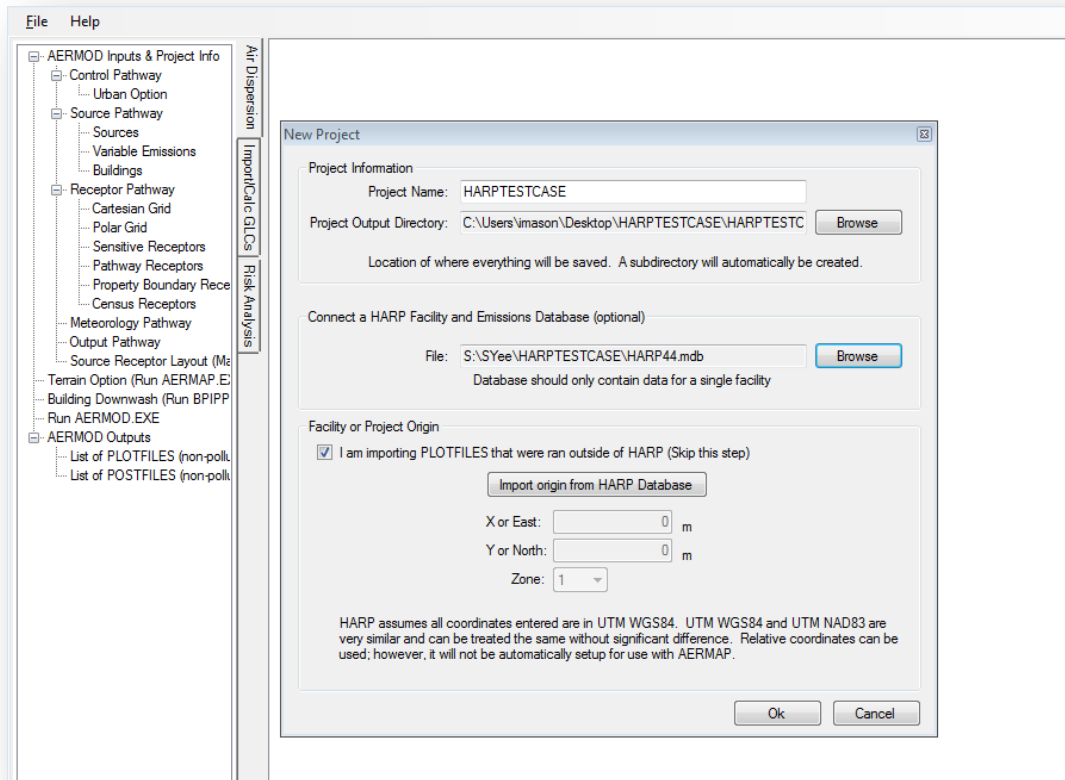 File Help
AERMOD Inputs & Project Info
Control Pathway
Urban Option
Source Pathway
Sources
Variable Emissions
Buildings
Receptor Pathway
Cartesian Grid
Polar Grid
Sensitive Receptors
Pathway Receptors
Property Boundary Rece
Census Receptors
Meteorology Pathway
Output Pathway
Source Receptor Layout (Ma
Terrain Option (Run AERMAP.E
Building Downwash (Run BPIPP
Run AERMOD.EXE
AERMOD Outputs
List of PLOTFILES (non-pollu
List of POSTFILES (non-pollu
Air Dispersion
Import/Calc GLCs
Risk Analysis
New Project
Project Information
Project Name: HARPTESTCASE
Project Output Directory: C:\Users\imason\Desktop\HARPTESTCASE\HARPTESTC Browse
Location of where everything will be saved. A subdirectory will automatically be created.
Connect a HARP Facility and Emissions Database (optional)
File: S:\SYee\HARPTESTCASE\HARP44.mdb Browse
Database should only contain data for a single facility
Facility or Project Origin
I am importing PLOTFILES that were ran outside of HARP (Skip this step)
Import origin from HARP Database
X or East: 0 m
Y or North: 0 m
Zone: 1
HARP assumes all coordinates entered are in UTM WGS84. UTM WGS84 and UTM NAD83 are
very similar and can be treated the same without significant difference. Relative coordinates can be
used; however, it will not be automatically setup for use with AERMAP.
Ok Cancel